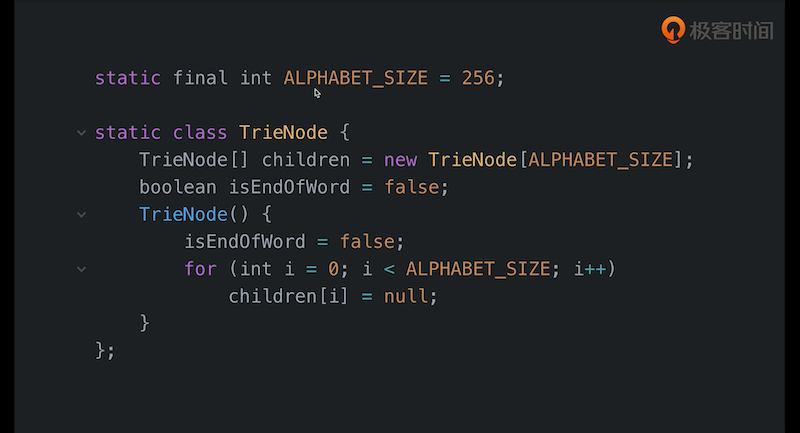 极客时间
static final int ALPHABET_SIZE = 256;
static class TrieNode {
TrieNode[] children = new TrieNode[ALPHABET_SIZE];
boolean isEndOfWord = false;
TrieNode() {
isEndOfWord = false;
for (int i = 0; i < ALPHABET_SIZE; i++)
children[i] = null;
}
};